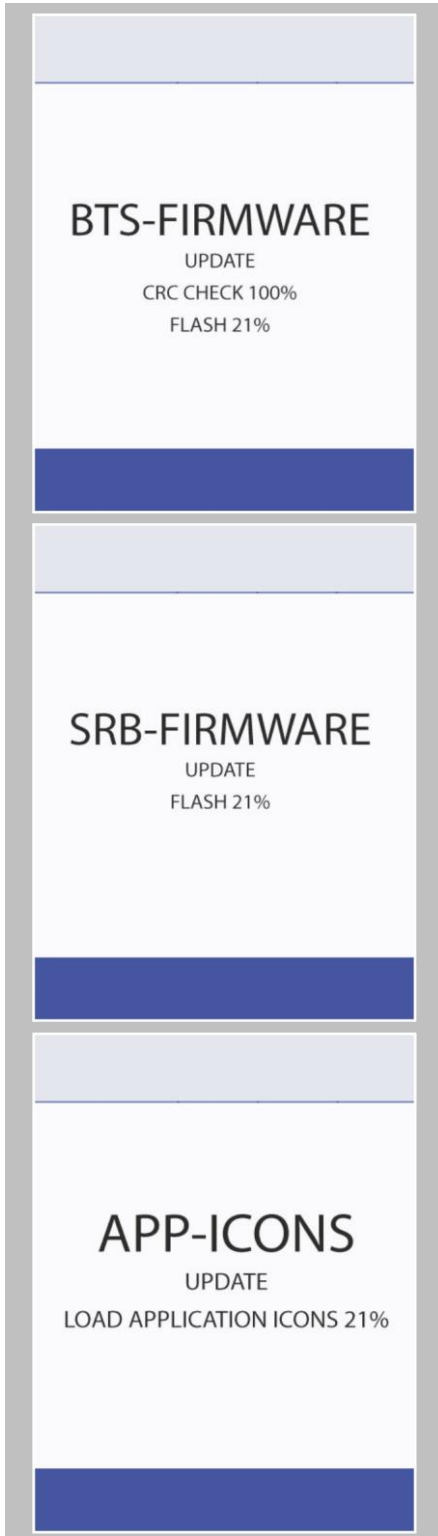 BTS-FIRMWARE
UPDATE
CRC CHECK 100%
FLASH 21%
SRB-FIRMWARE
UPDATE
FLASH 21%
APP-ICONS
UPDATE
LOAD APPLICATION ICONS 21%